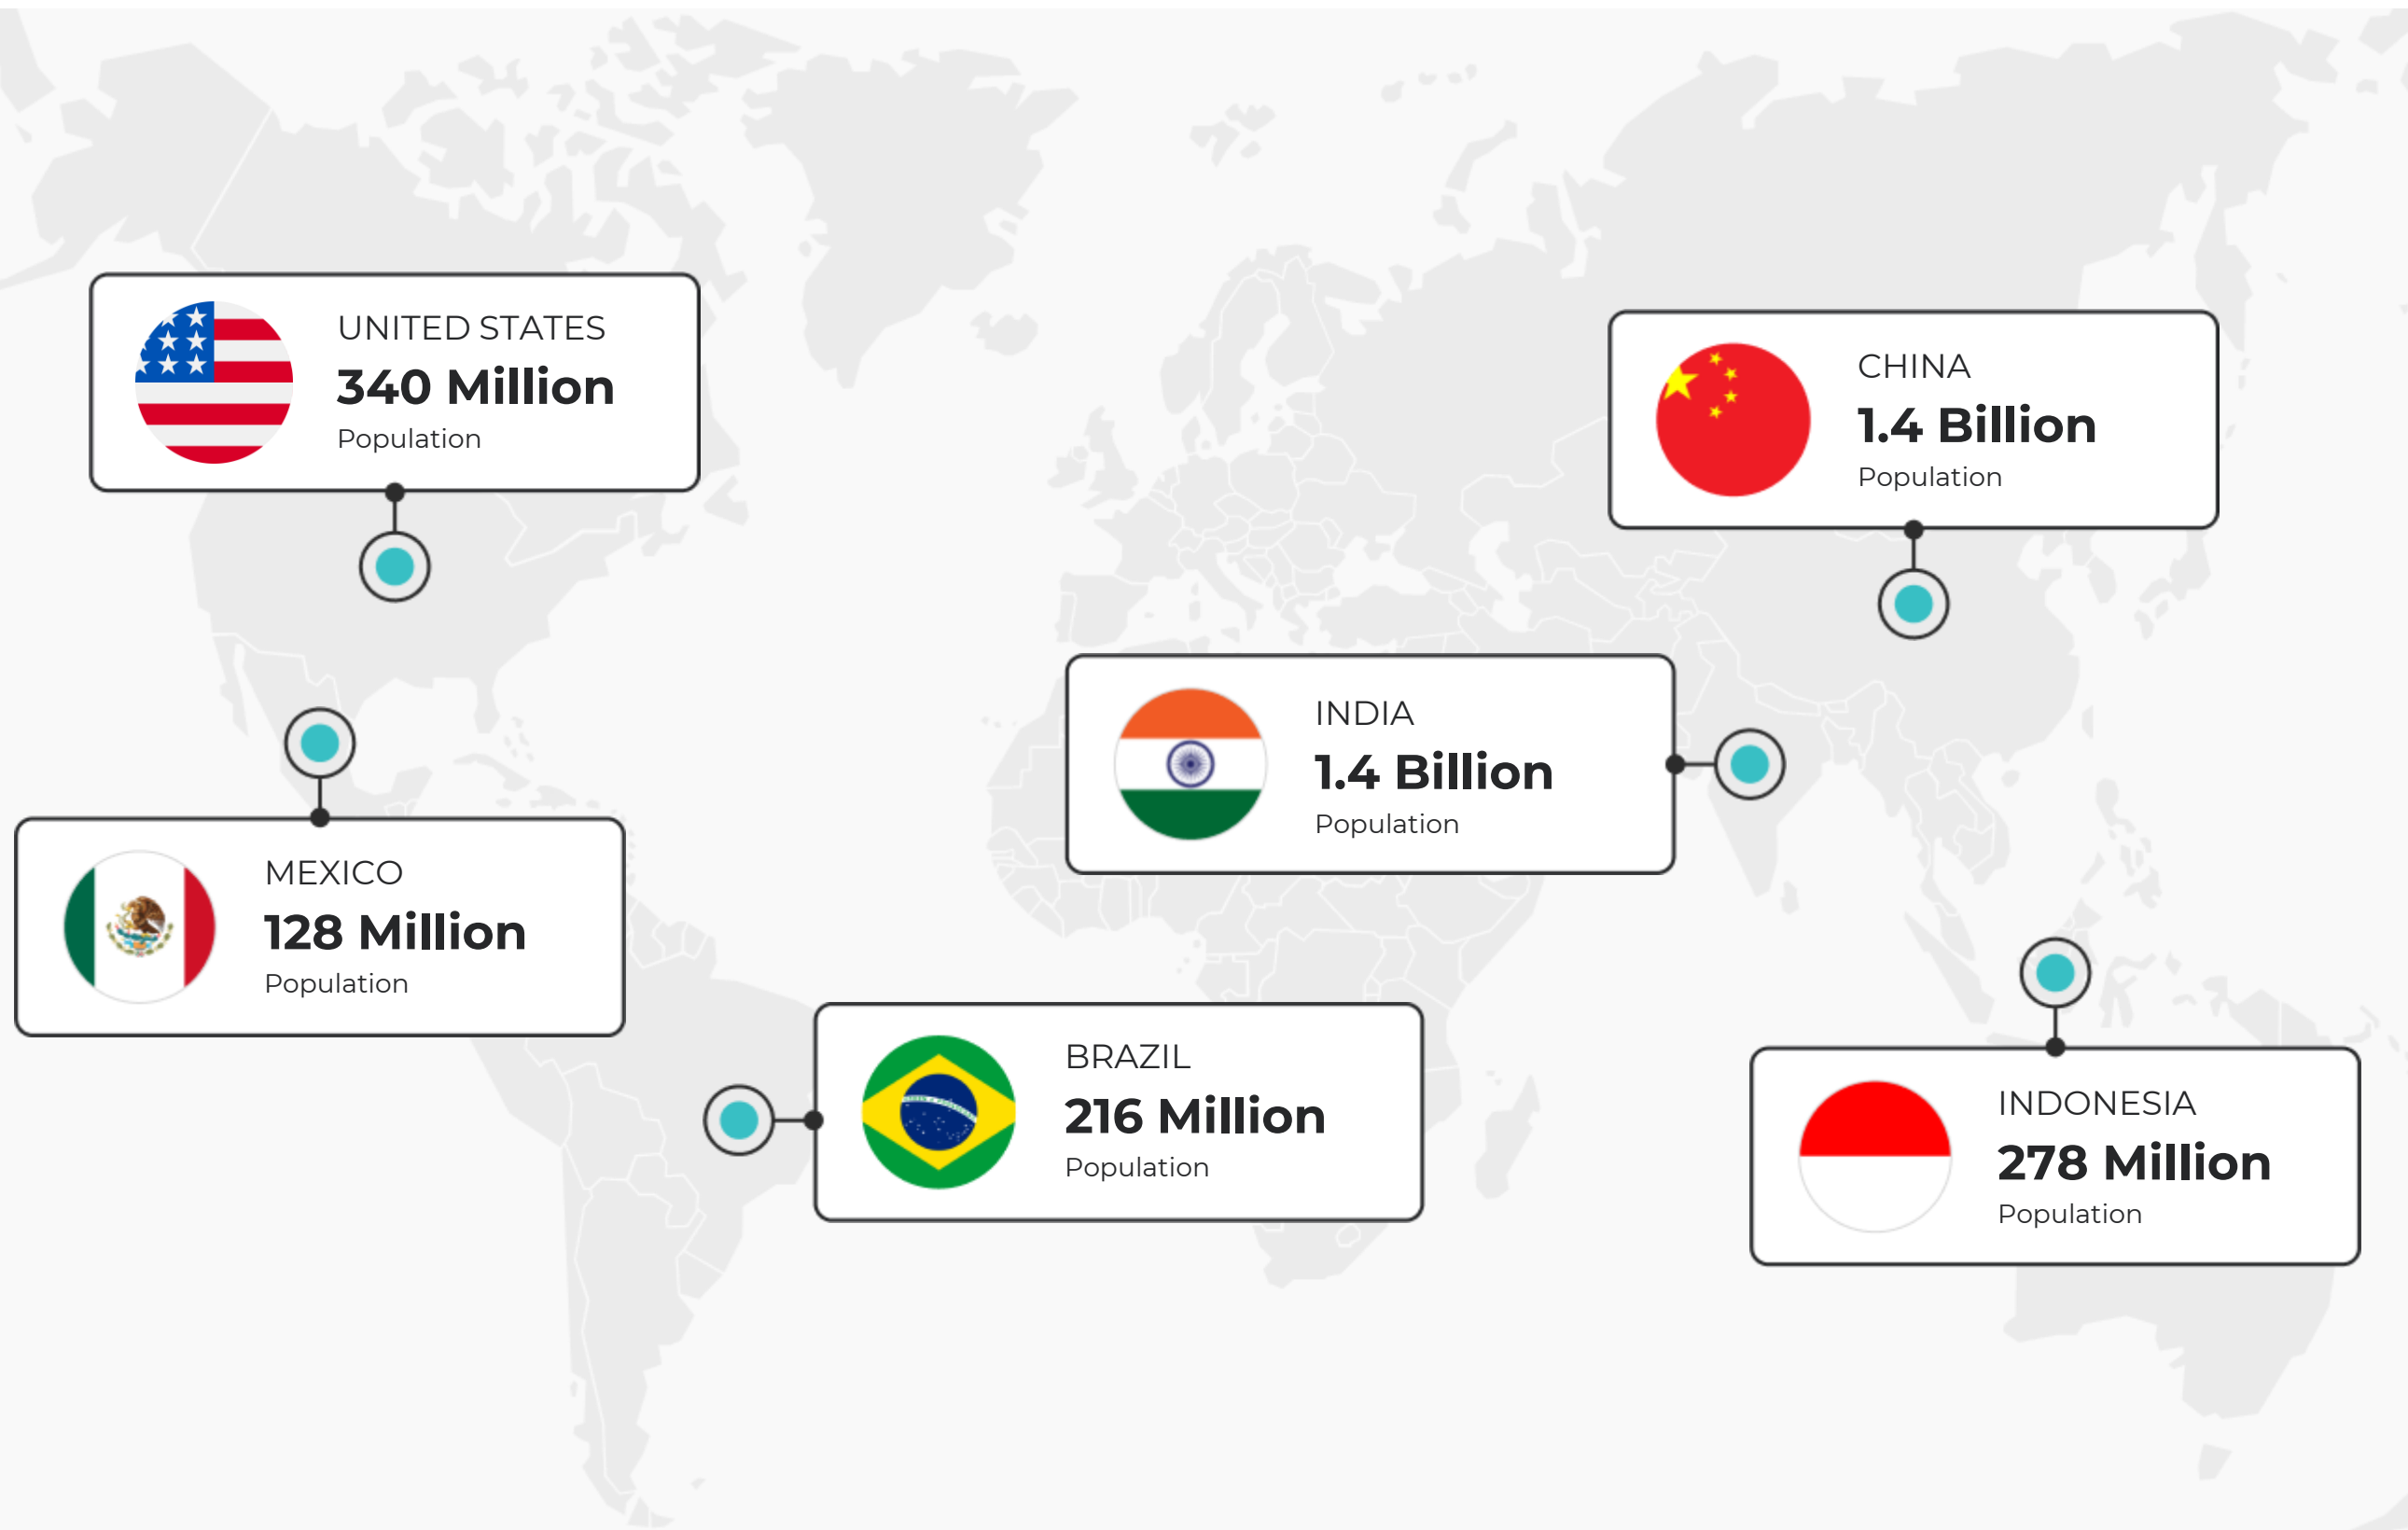 UNITED STATES
340 Million
Population
CHINA
1.4 Billion
Population
INDIA
1.4 Billion
Population
MEXICO
128 Million
Population
BRAZIL
216 Million
Population
INDONESIA
278 Million
Population